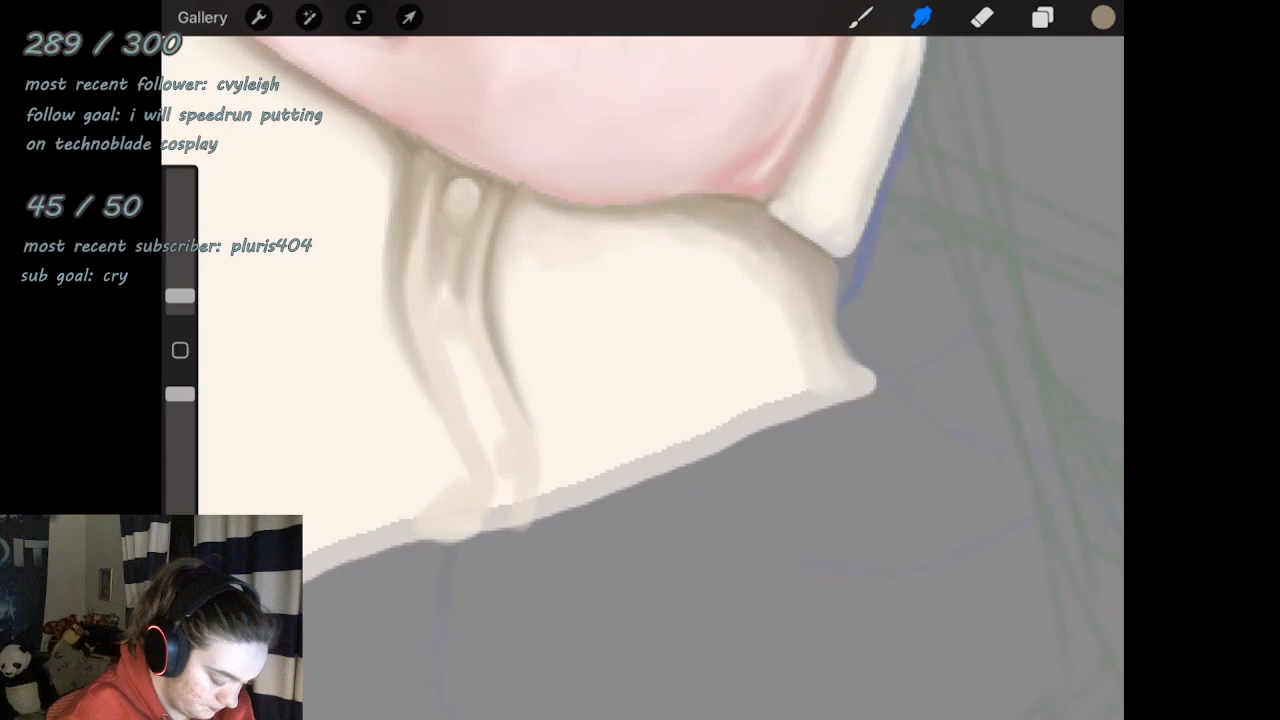 Gallery
289 / 300
most recent follower: cvyleigh
follow goal: i will speedrun putting
on technoblade cosplay
45 / 50
most recent subscriber: pluris404
sub goal: cry
IT